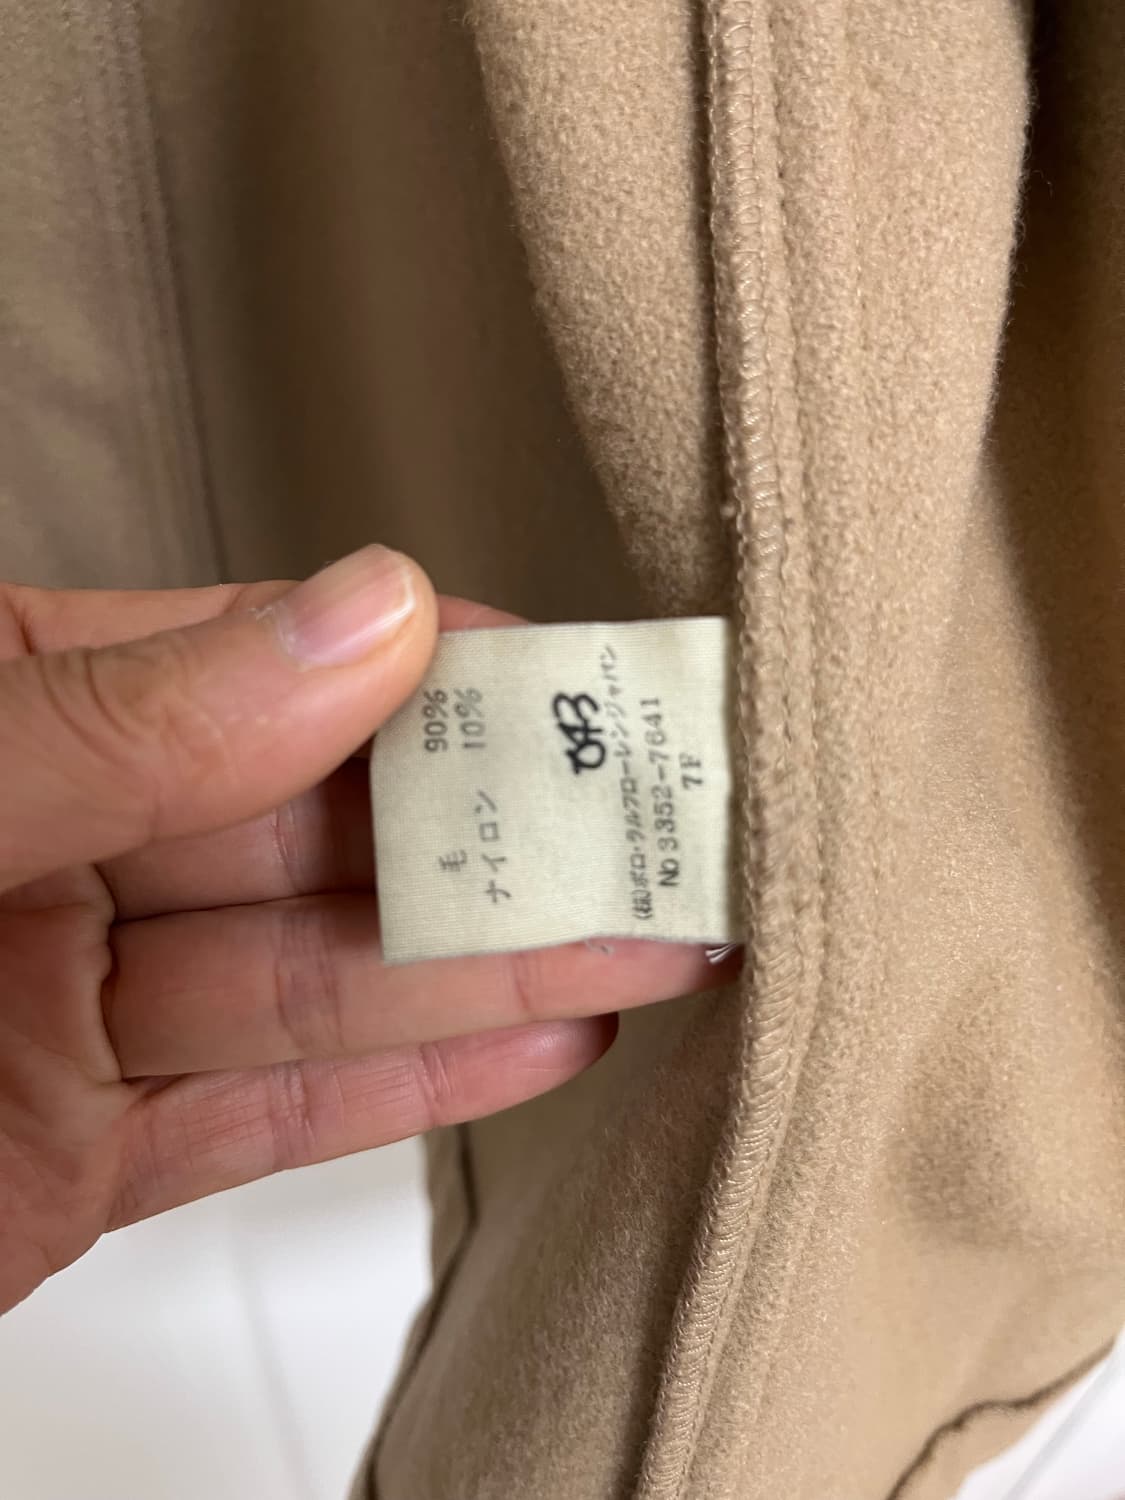 毛 90%
ナイロン 10%
043
(株)ポロ・ラルフローレンジャパン
No 3352-7641
7F